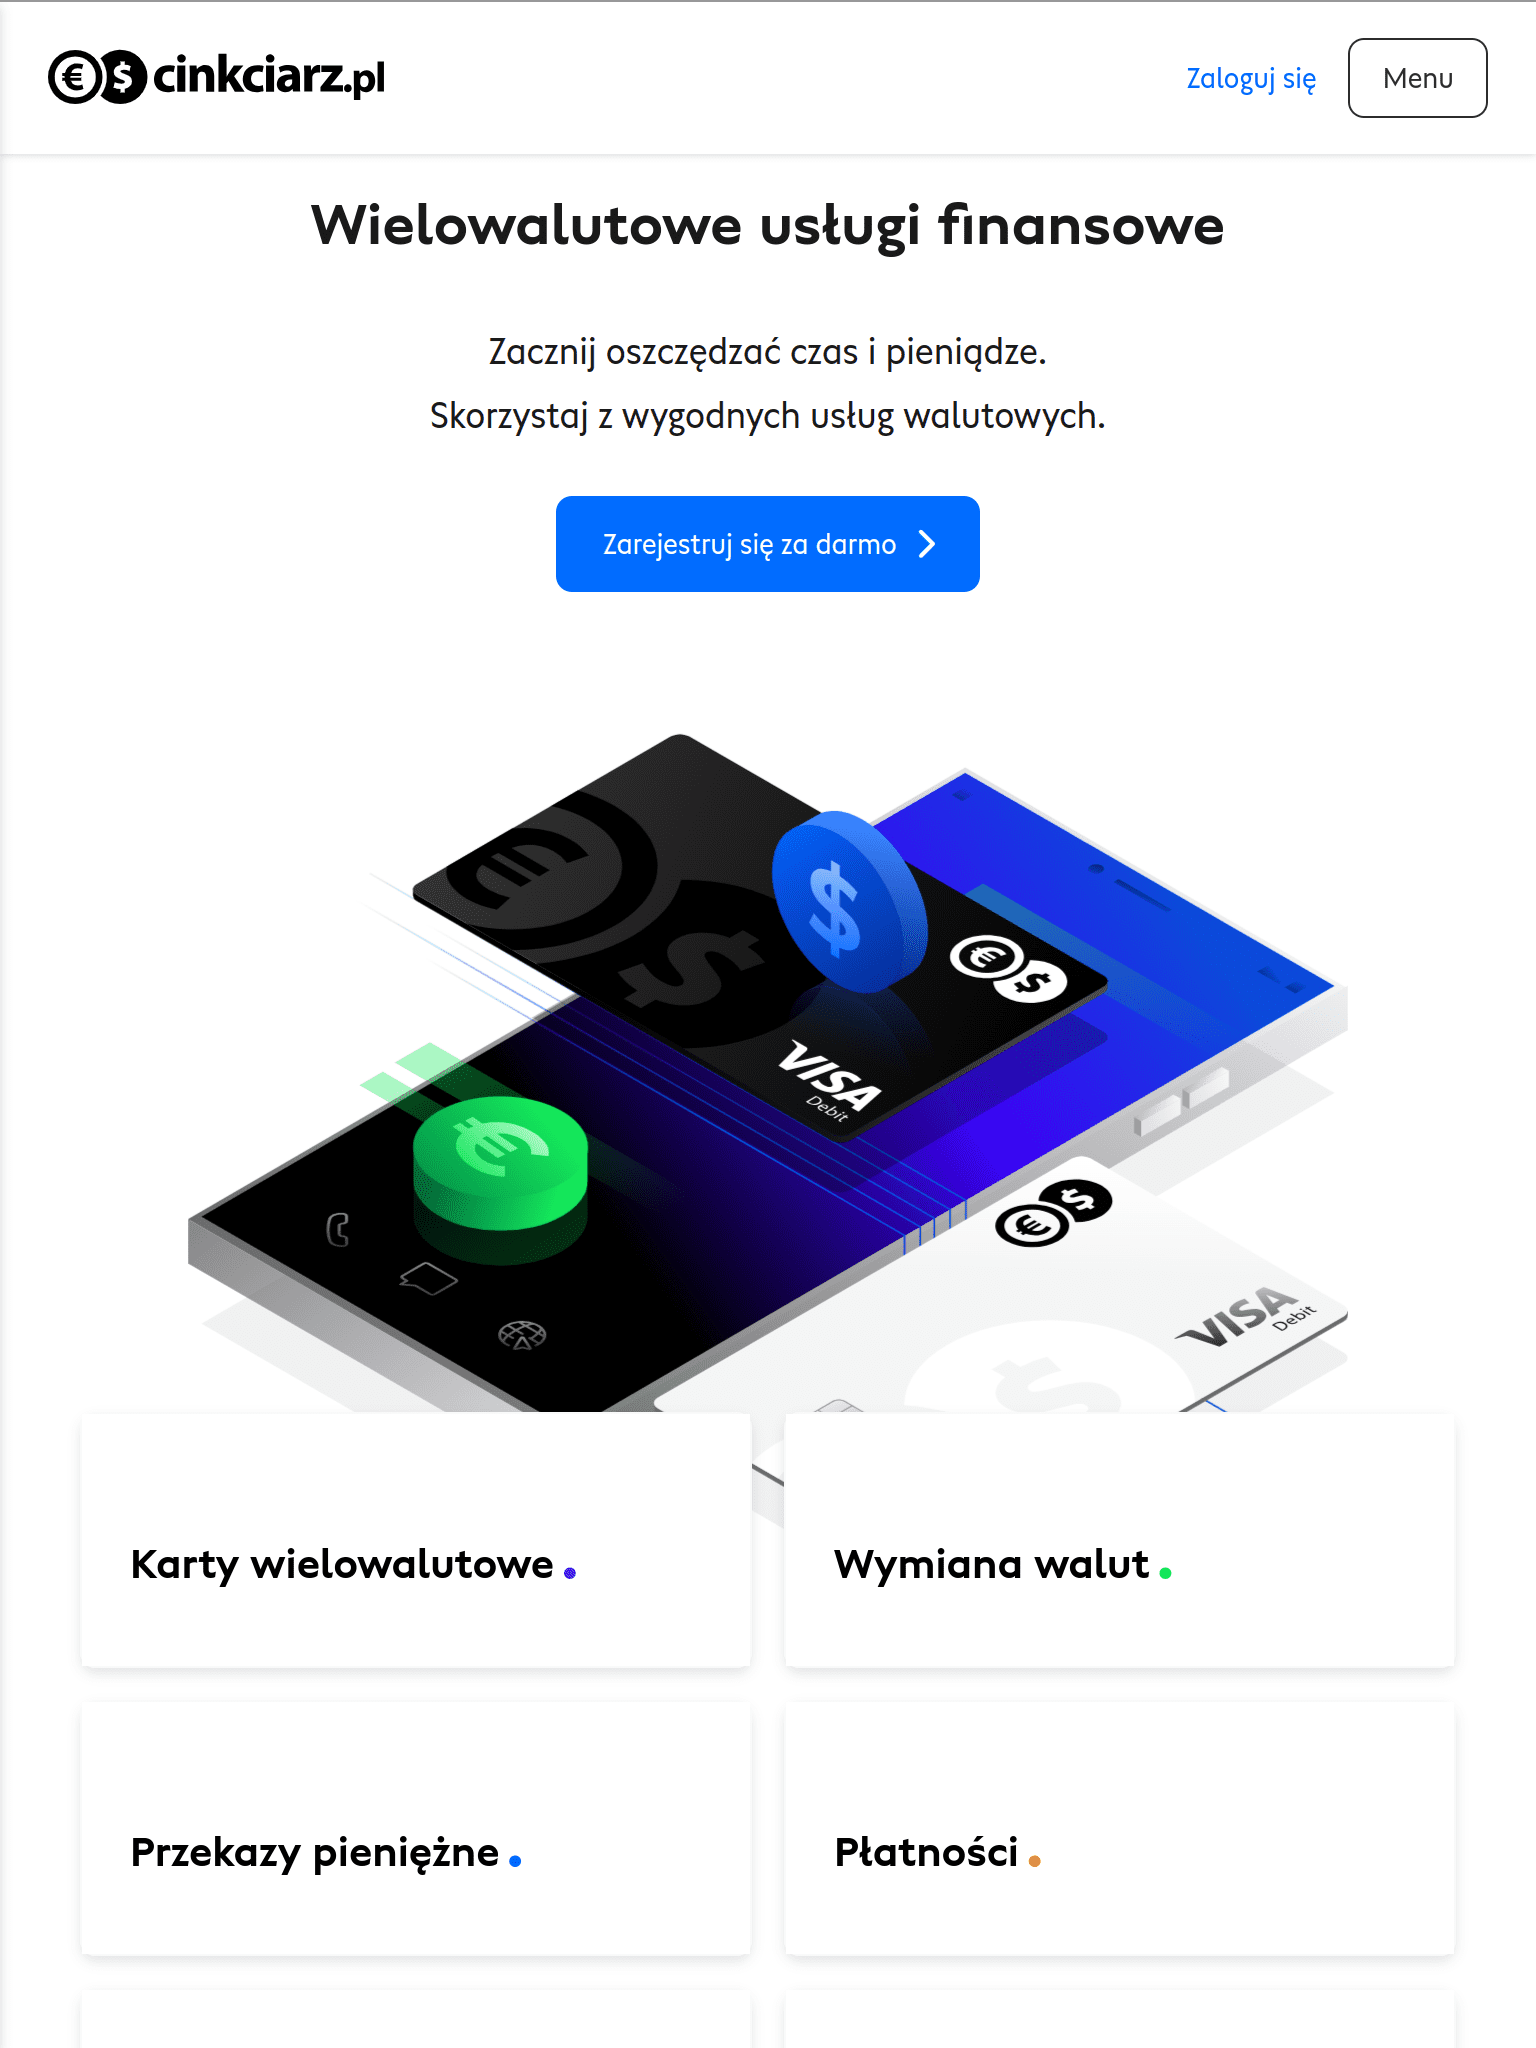 €$ cinkciarz.pl
Zaloguj się
Menu
Wielowalutowe usługi finansowe
Zacznij oszczędzać czas i pieniądze.
Skorzystaj z wygodnych usług walutowych.
Zarejestruj się za darmo
€ $
$
€ $
VISA
Debit
€
€ $
VISA
Debit
$
Karty wielowalutowe.
Wymiana walut.
Przekazy pieniężne.
Płatności.